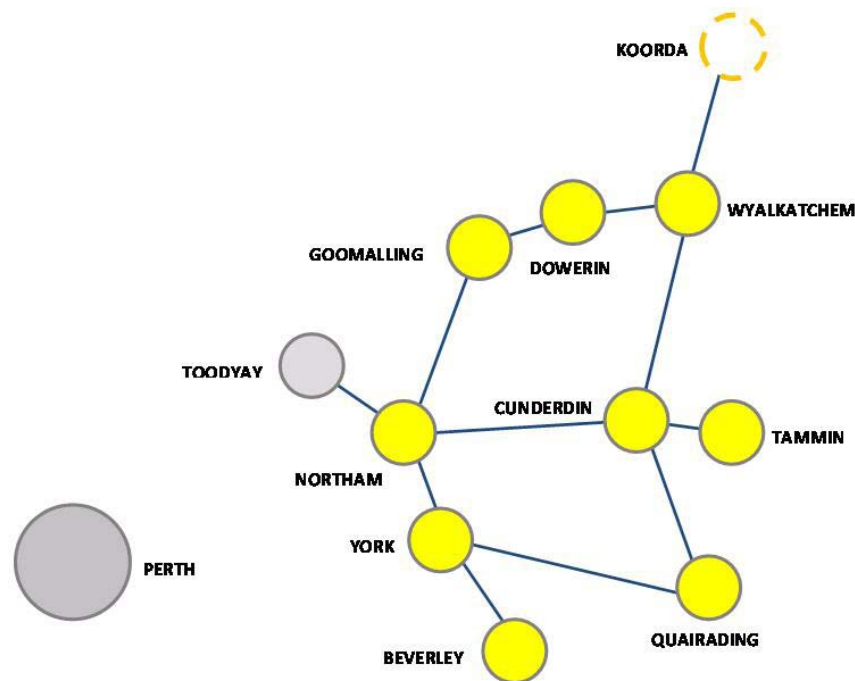 KOORDA
WYALKATCHEM
GOOMALLING
DOWERIN
TOODYAY
CUNDERDIN
TAMMIN
NORTHAM
YORK
PERTH
QUAIRADING
BEVERLEY